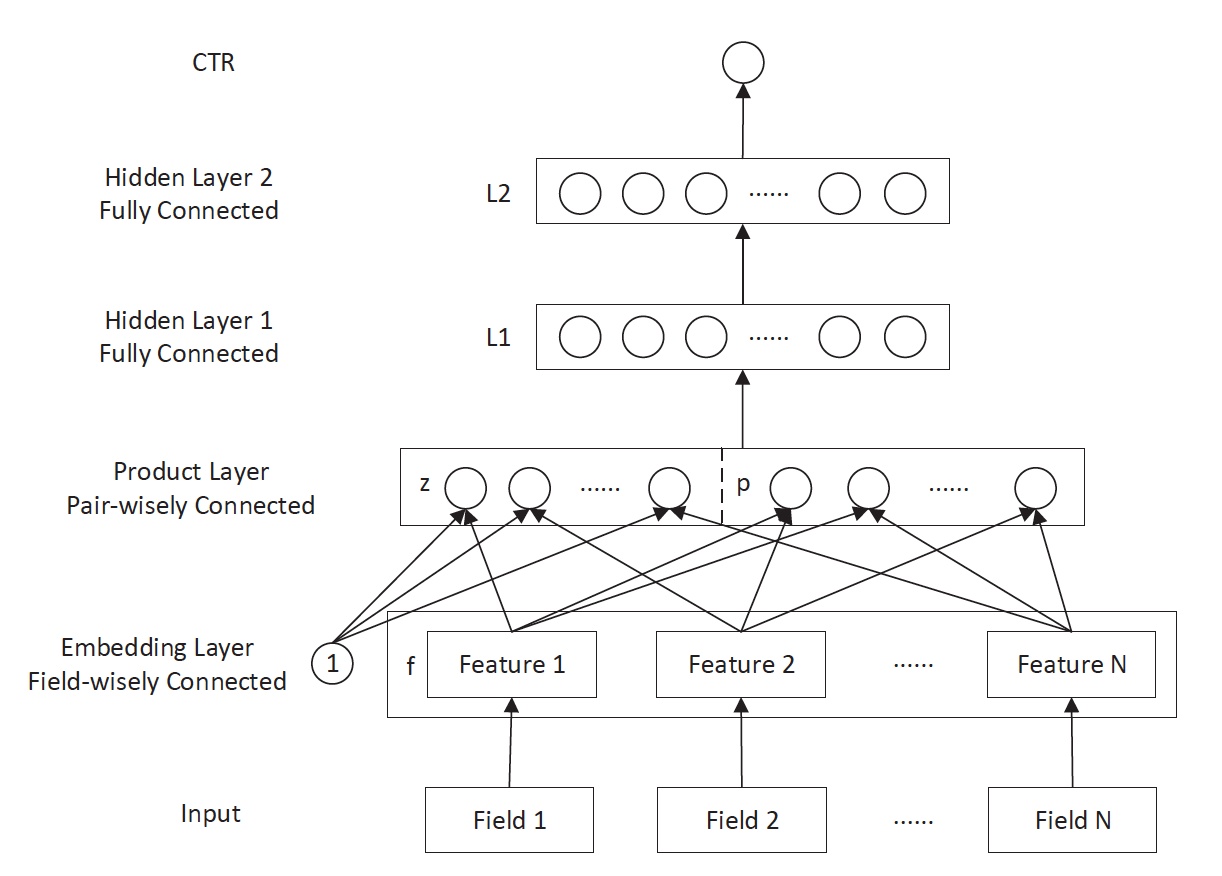 CTR
Hidden Layer 2
Fully Connected
L2
......
Hidden Layer 1
Fully Connected
L1
......
Product Layer
Pair-wisely Connected
z
......
p
......
Embedding Layer
Field-wisely Connected
1
f
Feature 1
Feature 2
......
Feature N
Input
Field 1
Field 2
......
Field N